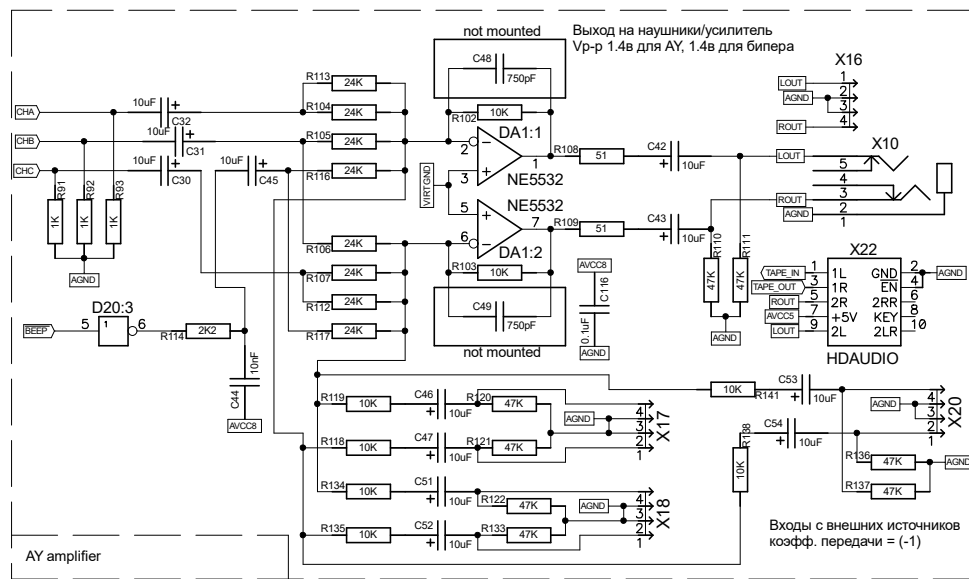 not mounted
Выход на наушники/усилитель
Vp-p 1.4в для AY, 1.4в для бипера
C48
750pF
X16
LOUT 1
AGND 2
3
ROUT 4
R113 24K
CHA 10uF + C32 R104 24K
R102 10K
DA1:1
CHB 10uF + C31 R105 24K
2 1
R108 51 C42 + 10uF
LOUT X10
5
CHC 10uF + C30
10uF + C45 R116 24K
3
NE5532
VIRTGND
NE5532
4
ROUT 3
AGND 2
1
R91 1K
R92 1K
R93 1K
AGND
5 7
6
R109 51 C43 + 10uF
R106 24K
DA1:2
R103 10K
R107 24K
R112 24K
R117 24K
C49
750pF
not mounted
AVCC8
C116
0.1uF
AGND
R110 47K
R111 47K
AGND
X22
TAPE_IN 1 1L GND 2 AGND
TAPE_OUT 3 1R EN 4
ROUT 5 2R 2RR 6
AVCC5 7 +5V KEY 8
LOUT 9 2L 2LR 10
HDAUDIO
D20:3
BEEP 5 1 6 R114 2K2
C44 10nF
AVCC8
R119 10K C46 + 10uF R120 47K
AGND
4
3
2
1
X17
R118 10K C47 + 10uF R121 47K
R134 10K C51 + 10uF R122 47K
AGND
4
3
2
1
X18
R135 10K C52 + 10uF R133 47K
10K R141 C53 + 10uF
AGND
4
3
2
1
X20
R138 10K C54 + 10uF
R136 47K AGND
R137 47K
Входы с внешних источников
коэфф. передачи = (-1)
AY amplifier